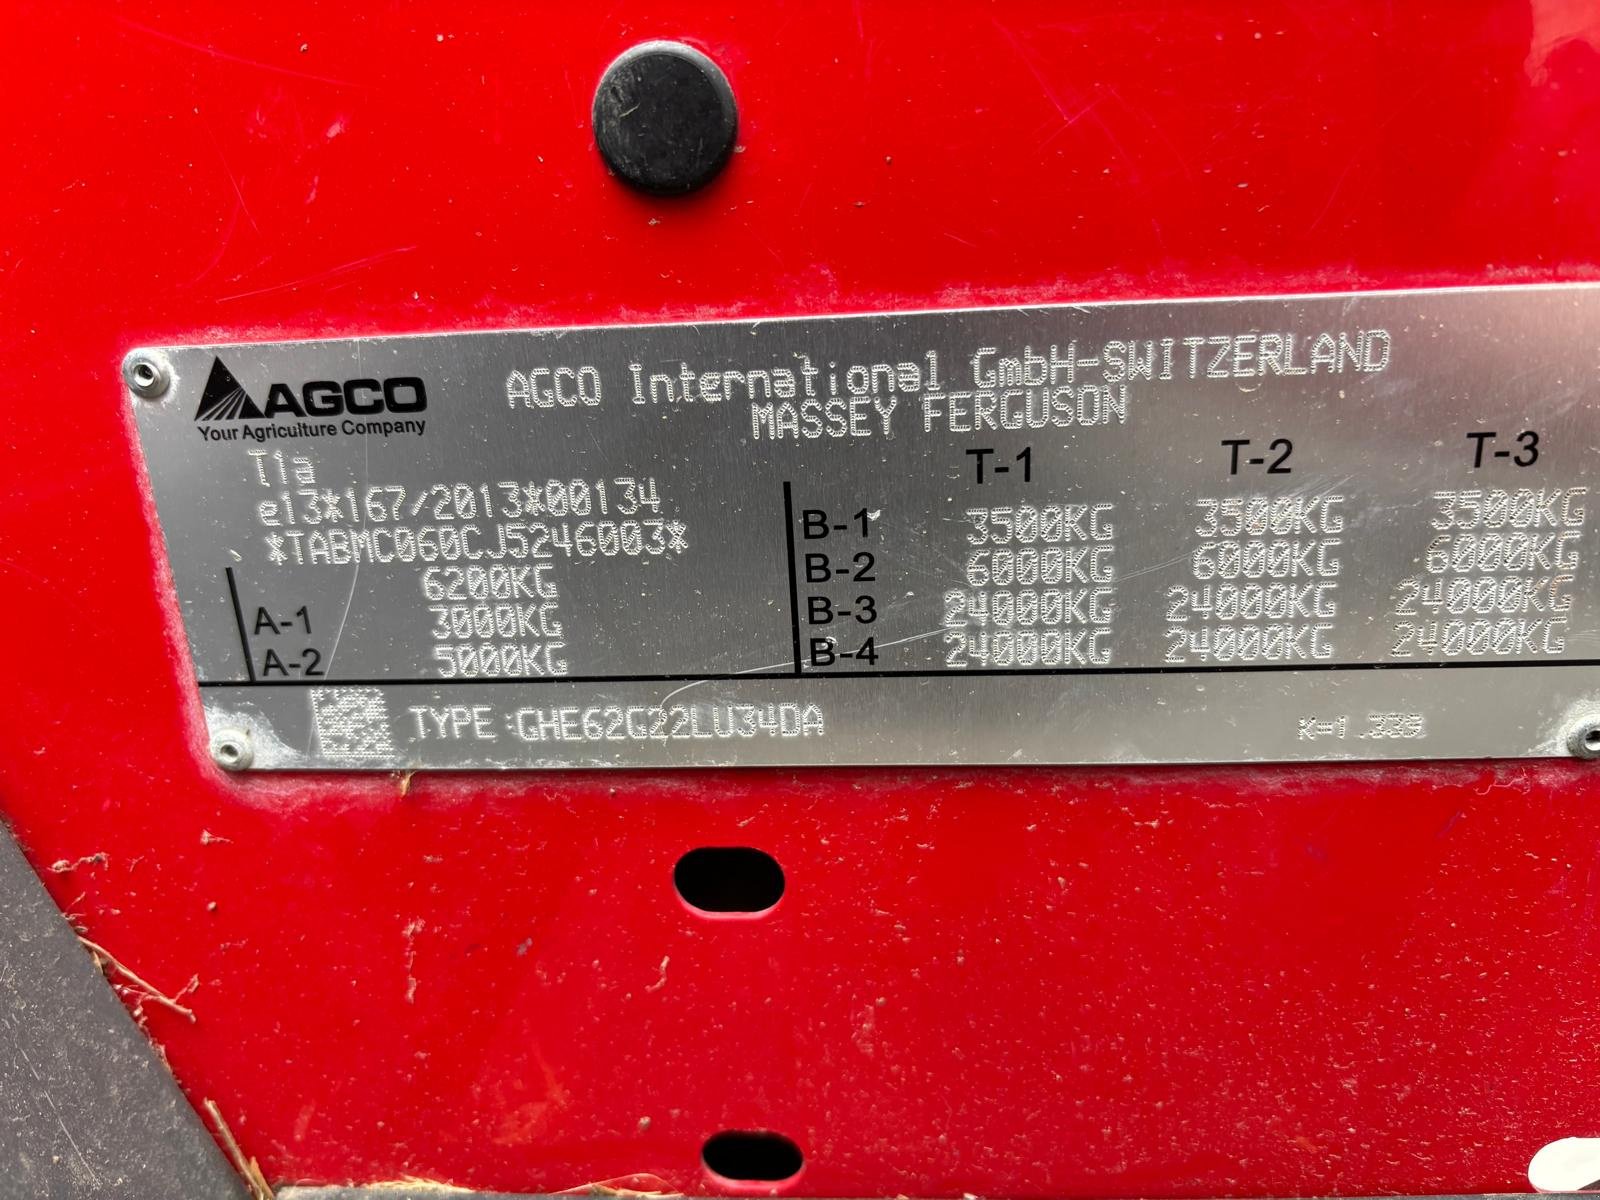 AGCO
Your Agriculture Company
AGCO International GmbH-SWITZERLAND
MASSEY FERGUSON
T1a
e13*167/2013*00134
*TABMC060CJ5246003*
6200KG
A-1 3000KG
A-2 5000KG
T-1 T-2 T-3
B-1 3500KG 3500KG 3500KG
B-2 6000KG 6000KG 6000KG
B-3 24000KG 24000KG 24000KG
B-4 24000KG 24000KG 24000KG
TYPE:GHE62G22LU34DA
K=1.339